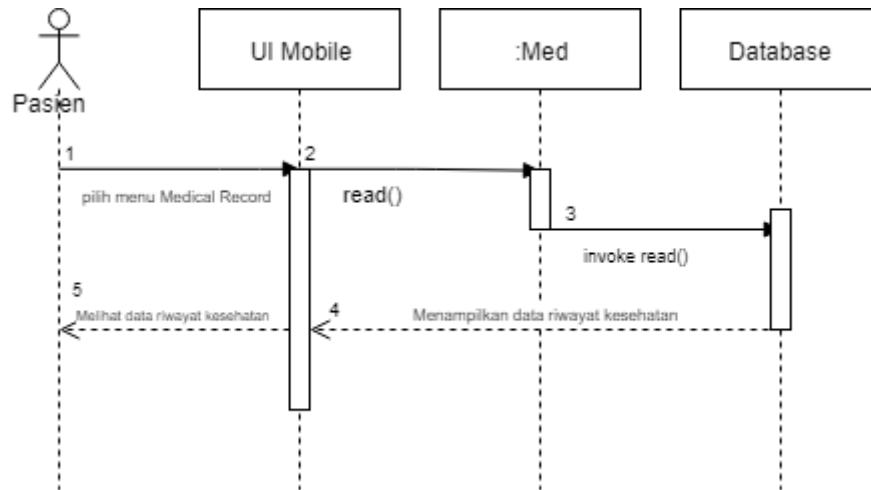 UI Mobile
:Med
Database
Pasien
1
2
pilih menu Medical Record
read()
3
invoke read()
5
4
Melihat data riwayat kesehatan
Menampilkan data riwayat kesehatan